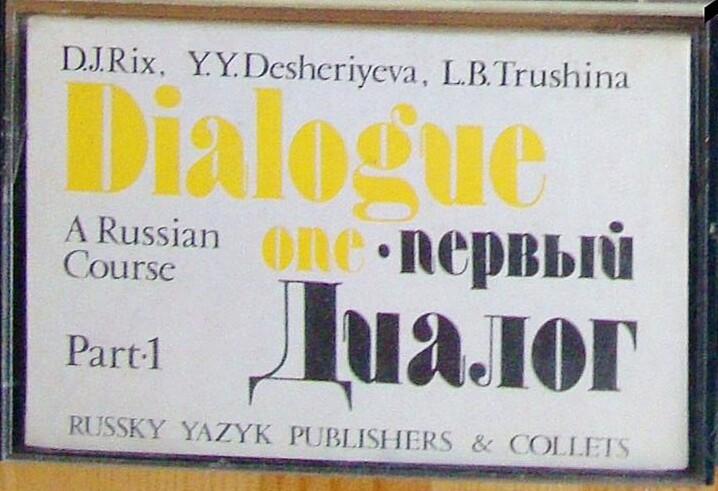 D.J.Rix, Y.Y.Desheriyeva, L.B.Trushina
Dialogue
one · первый
Диалог
A Russian
Course
Part·1
RUSSKY YAZYK PUBLISHERS & COLLETS